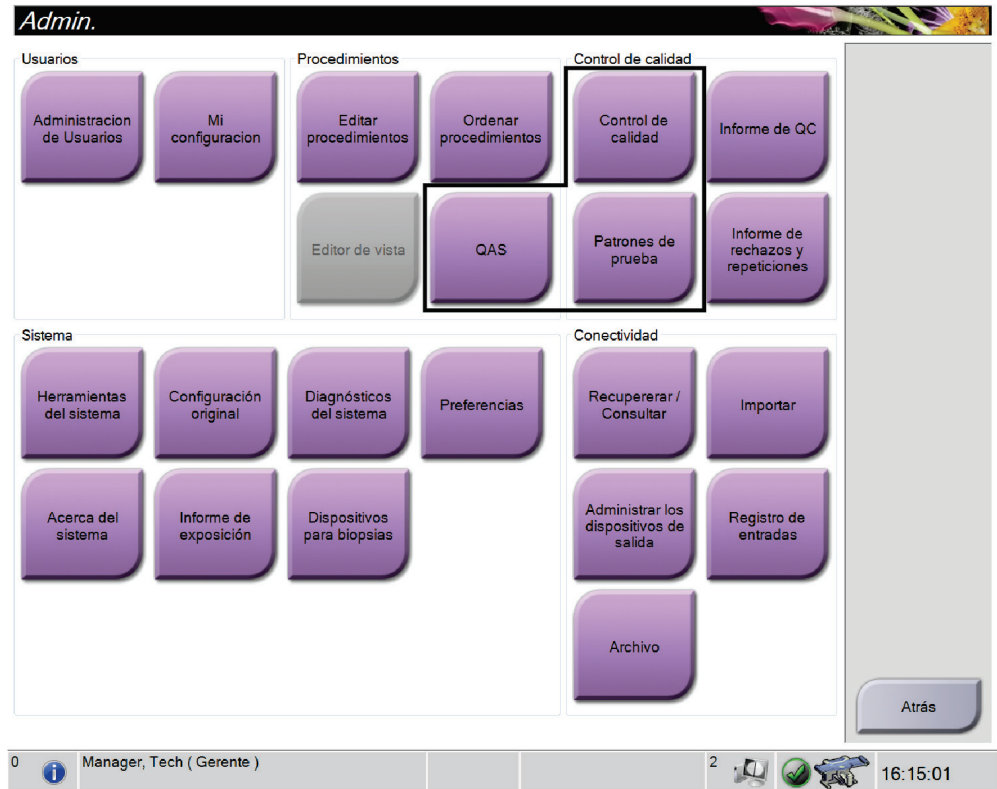 Admin.
Usuarios
Administracion
de Usuarios
Mi
configuracion
Procedimientos
Editar
procedimientos
Ordenar
procedimientos
Editor de vista
QAS
Control de calidad
Control de
calidad
Informe de QC
Patrones de
prueba
Informe de
rechazos y
repeticiones
Sistema
Herramientas
del sistema
Configuración
original
Diagnósticos
del sistema
Preferencias
Acerca del
sistema
Informe de
exposición
Dispositivos
para biopsias
Conectividad
Recupererar /
Consultar
Importar
Administrar los
dispositivos de
salida
Registro de
entradas
Archivo
Atrás
0
Manager, Tech ( Gerente )
2
16:15:01